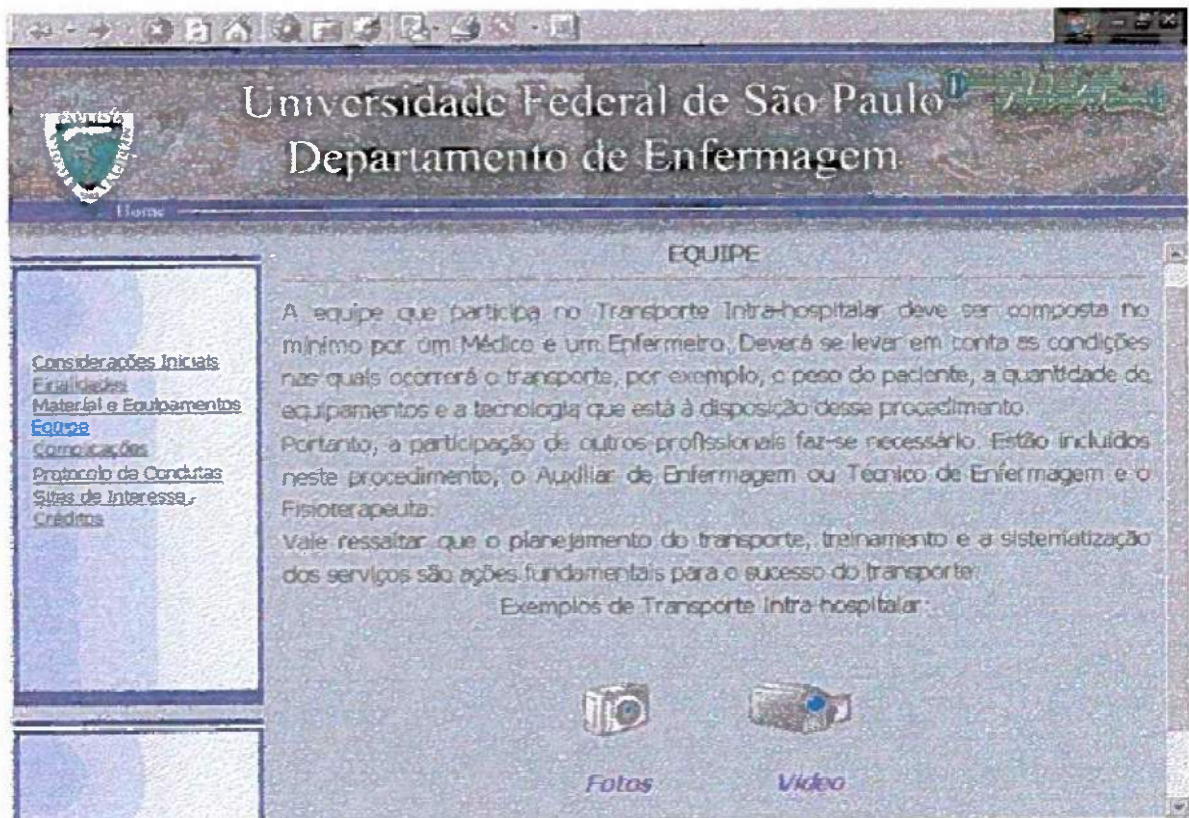 Universidade Federal de São Paulo
Departamento de Enfermagem
Home
Considerações Iniciais
Finalidades
Material e Equipamentos
Equipe
Complicações
Protocolo de Condutas
Sites de Interesse
Créditos
EQUIPE
A equipe que participa no Transporte Intra-hospitalar deve ser composta no
mínimo por um Médico e um Enfermeiro. Deverá se levar em conta as condições
nas quais ocorrerá o transporte, por exemplo, o peso do paciente, a quantidade de
equipamentos e a tecnologia que está à disposição desse procedimento.
Portanto, a participação de outros profissionais faz-se necessário. Estão incluídos
neste procedimento, o Auxiliar de Enfermagem ou Técnico de Enfermagem e o
Fisioterapeuta.
Vale ressaltar que o planejamento do transporte, treinamento e a sistematização
dos serviços são ações fundamentais para o sucesso do transporte.
Exemplos de Transporte Intra-hospitalar:
Fotos Vídeo